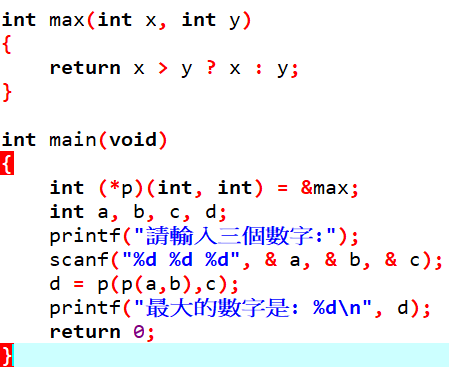 int max(int x, int y)
{
    return x > y ? x : y;
}

int main(void)
{
    int (*p)(int, int) = &max;
    int a, b, c, d;
    printf("請輸入三個數字:");
    scanf("%d %d %d", & a, & b, & c);
    d = p(p(a,b),c);
    printf("最大的數字是: %d\n", d);
    return 0;
}